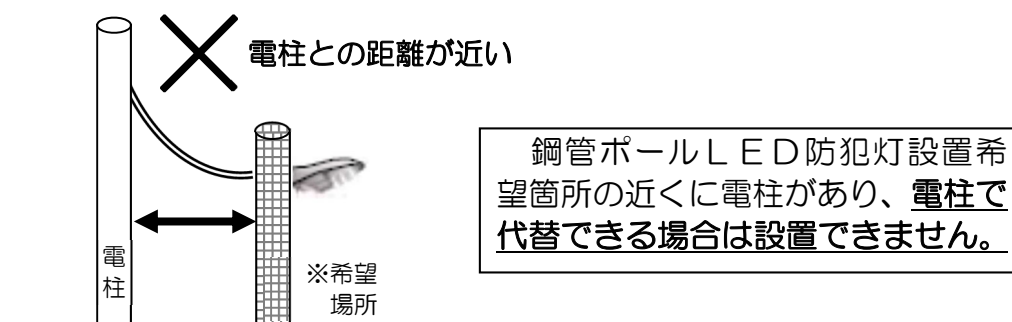 電柱との距離が近い
鋼管ポールＬＥＤ防犯灯設置希
望箇所の近くに電柱があり、電柱で
代替できる場合は設置できません。
電
柱
※希望
場所